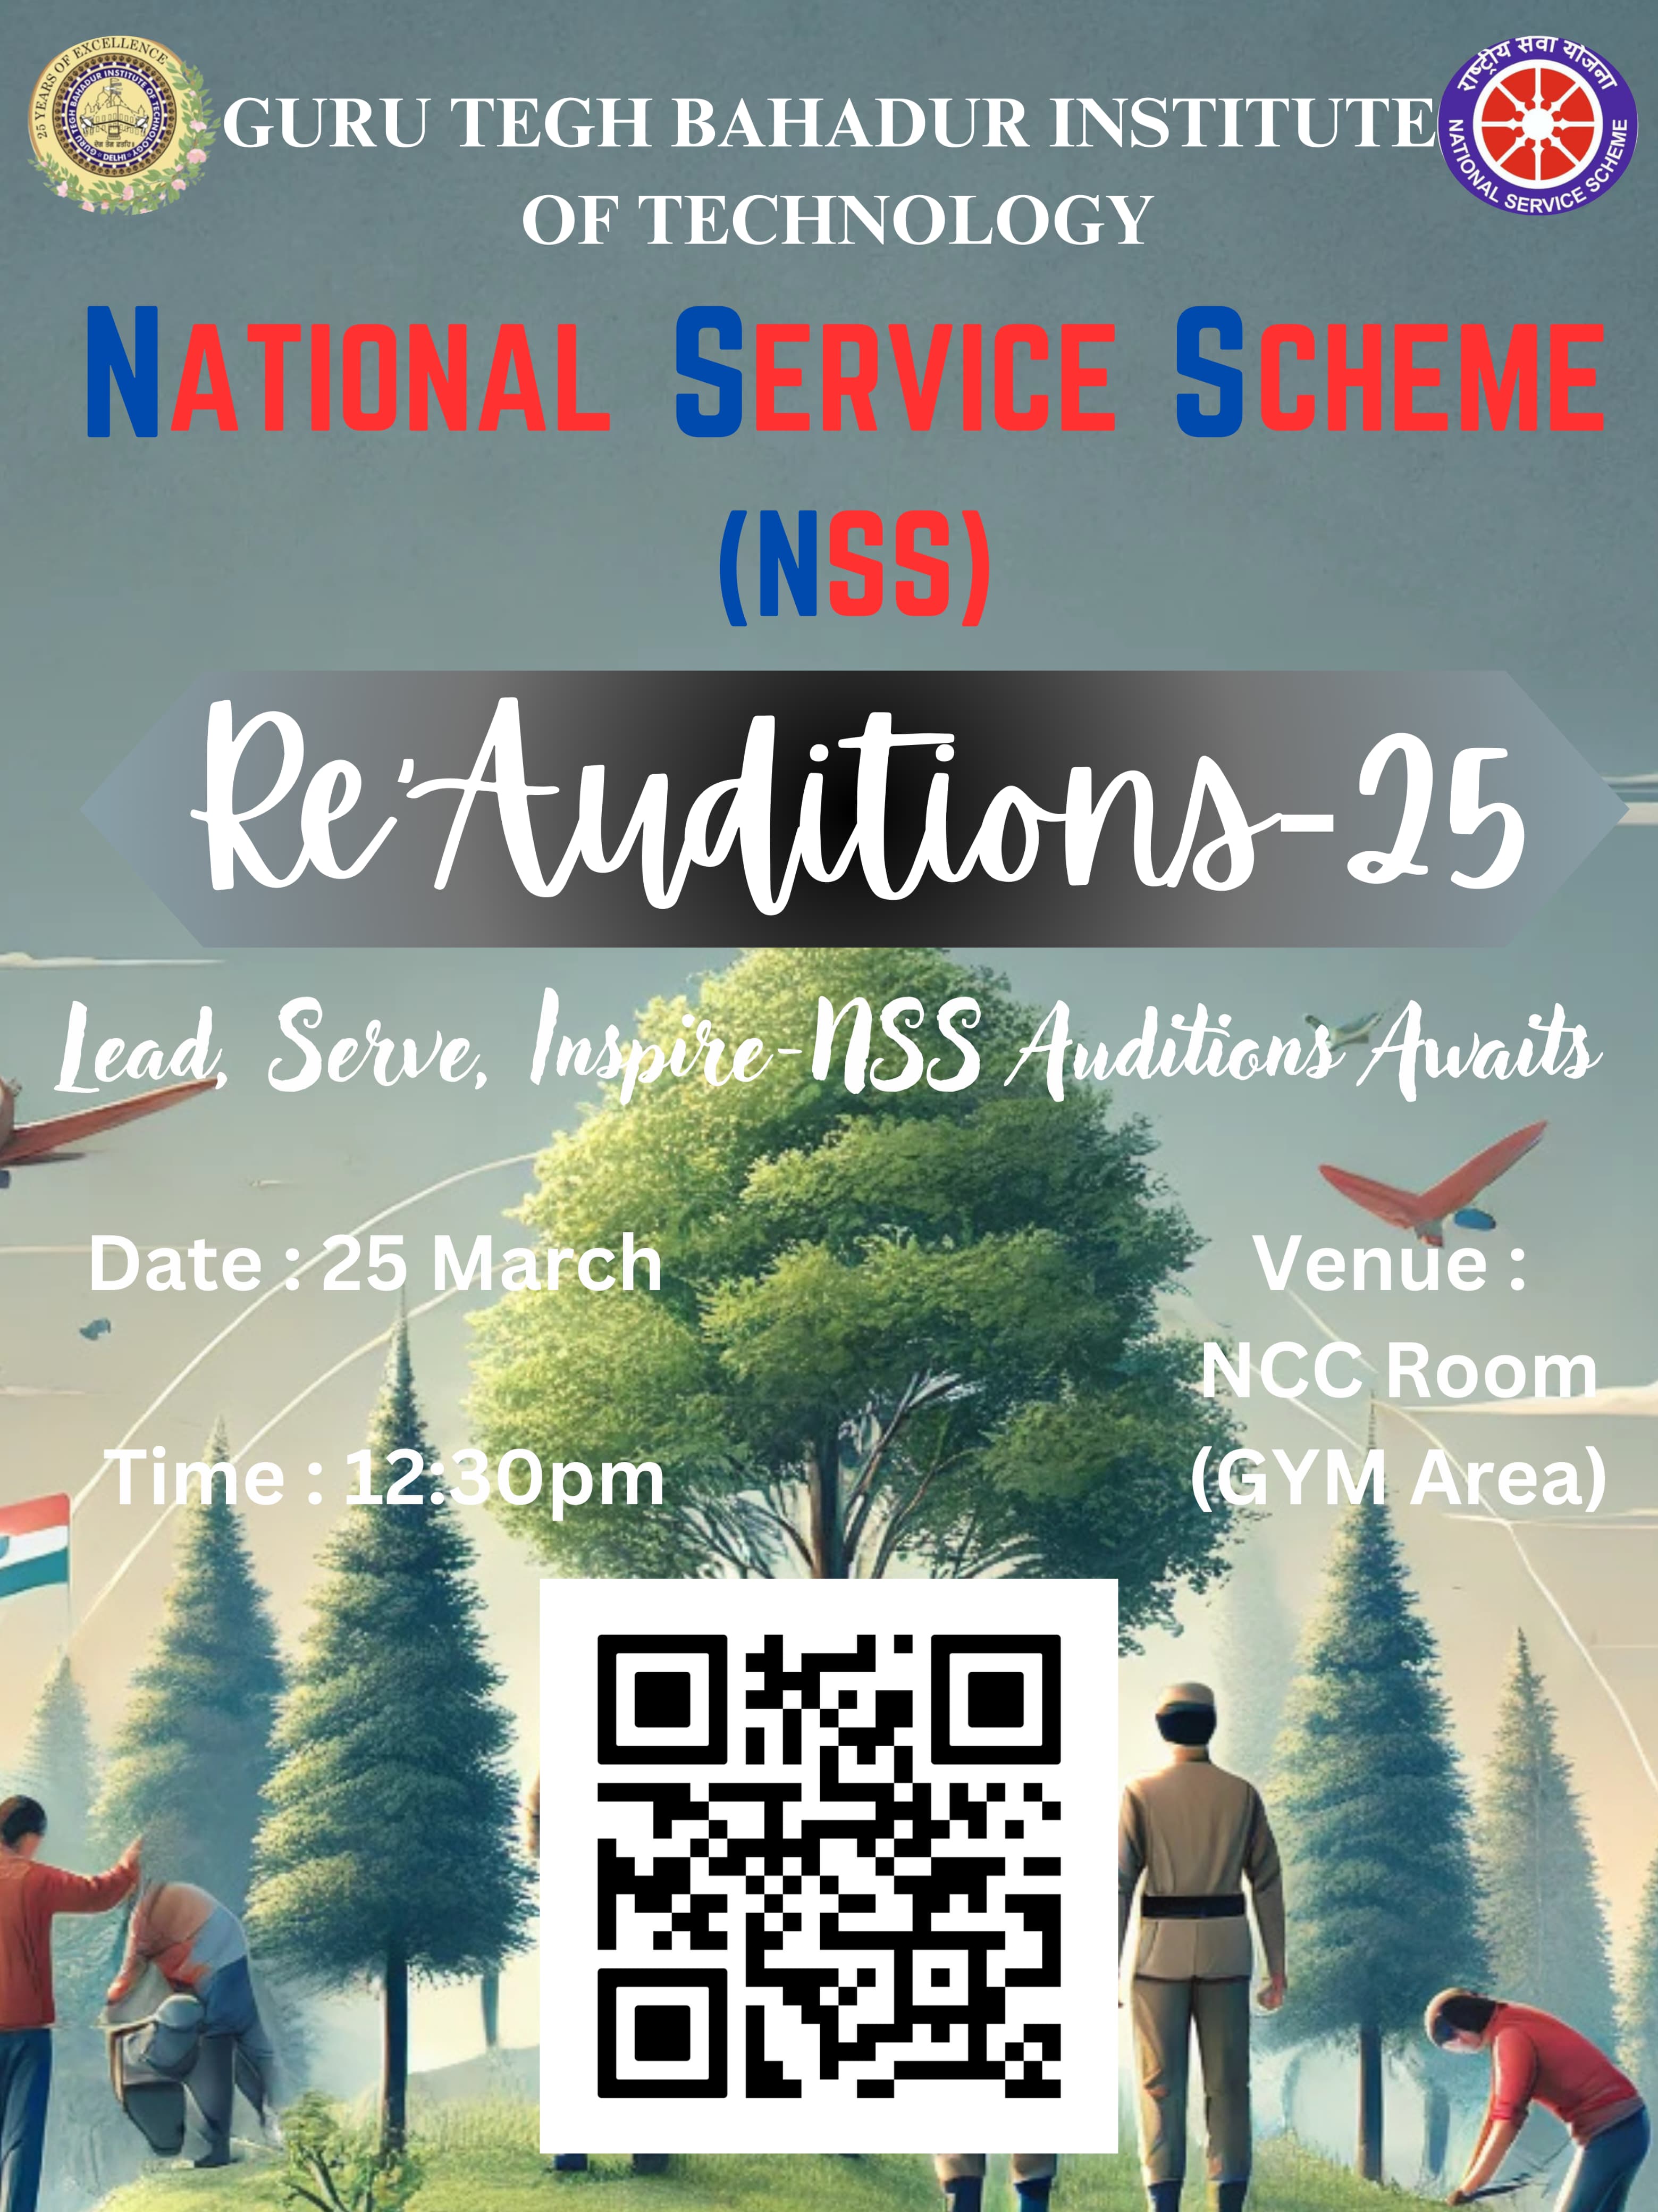 25 YEARS OF EXCELLENCE
GURU TEGH BAHADUR INSTITUTE OF TECHNOLOGY
DELHI
राष्ट्रीय सेवा योजना
NATIONAL SERVICE SCHEME
GURU TEGH BAHADUR INSTITUTE
OF TECHNOLOGY
NATIONAL SERVICE SCHEME
(NSS)
Re'Auditions-25
Lead, Serve, Inspire-NSS Auditions Awaits
Date : 25 March
Time : 12:30pm
Venue :
NCC Room
(GYM Area)